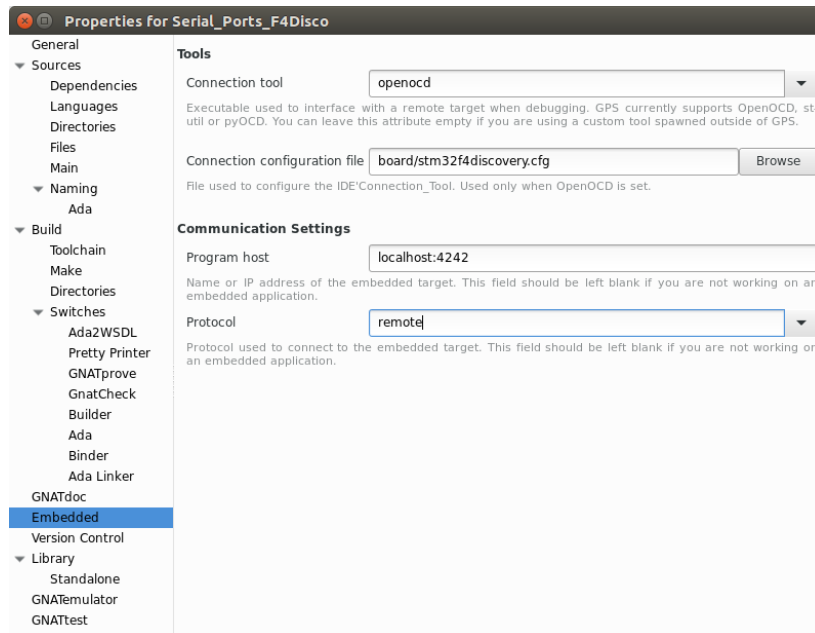 Properties for Serial_Ports_F4Disco
General
Sources
Dependencies
Languages
Directories
Files
Main
Naming
Ada
Build
Toolchain
Make
Directories
Switches
Ada2WSDL
Pretty Printer
GNATprove
GnatCheck
Builder
Ada
Binder
Ada Linker
GNATdoc
Embedded
Version Control
Library
Standalone
GNATemulator
GNATtest
Tools
Connection tool
openocd
Executable used to interface with a remote target when debugging. GPS currently supports OpenOCD, st-
util or pyOCD. You can leave this attribute empty if you are using a custom tool spawned outside of GPS.
Connection configuration file
board/stm32f4discovery.cfg
Browse
File used to configure the IDE'Connection_Tool. Used only when OpenOCD is set.
Communication Settings
Program host
localhost:4242
Name or IP address of the embedded target. This field should be left blank if you are not working on an
embedded application.
Protocol
remote
Protocol used to connect to the embedded target. This field should be left blank if you are not working on
an embedded application.